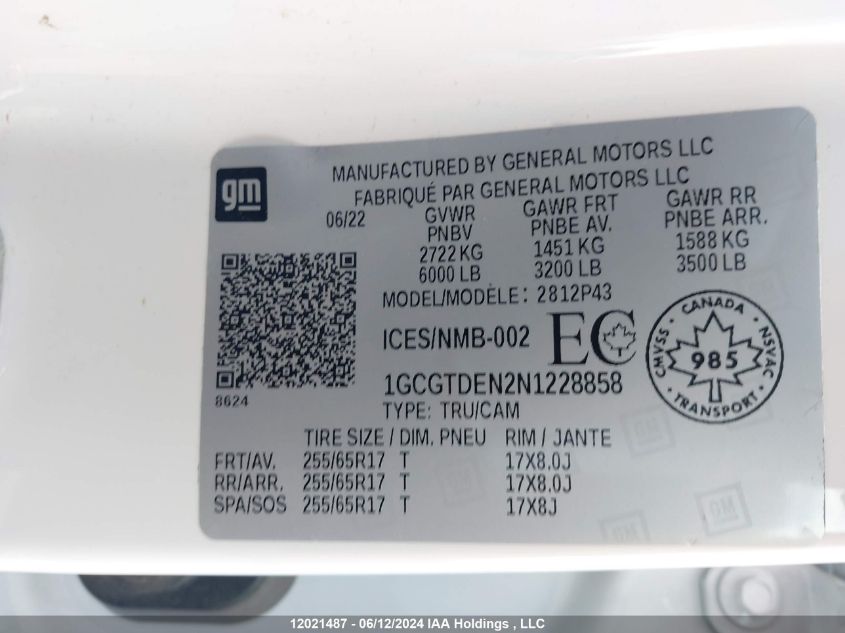 gm
MANUFACTURED BY GENERAL MOTORS LLC
FABRIQUÉ PAR GENERAL MOTORS LLC
06/22 GVWR GAWR FRT GAWR RR
PNBV PNBE AV. PNBE ARR.
2722 KG 1451 KG 1588 KG
6000 LB 3200 LB 3500 LB
MODEL/MODÈLE: 2812P43
ICES/NMB-002 EC
CANADA
CMVSS 985 NSVAC
TRANSPORT
8624
1GCGTDEN2N1228858
TYPE: TRU/CAM
TIRE SIZE / DIM. PNEU RIM / JANTE
FRT/AV. 255/65R17 T 17X8.0J
RR/ARR. 255/65R17 T 17X8.0J
SPA/SOS 255/65R17 T 17X8J
GM GM
12021487 - 06/12/2024 IAA Holdings , LLC